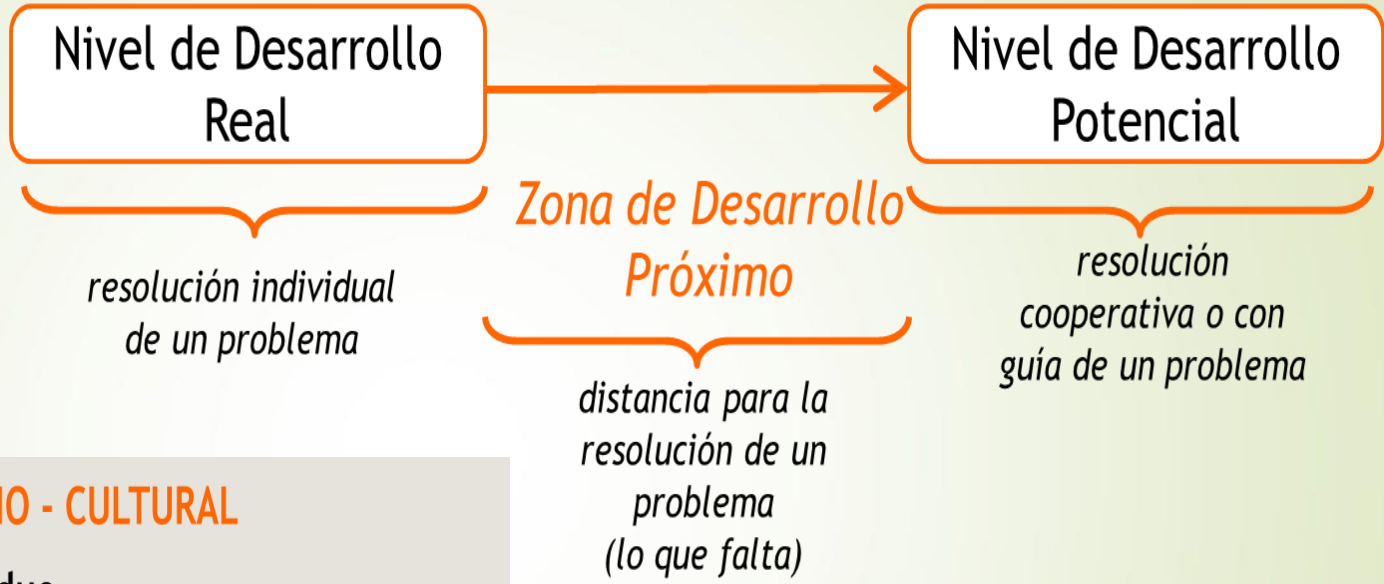 Nivel de Desarrollo
Real
Nivel de Desarrollo
Potencial
Zona de Desarrollo
Próximo
resolución individual
de un problema
resolución
cooperativa o con
guía de un problema
distancia para la
resolución de un
problema
(lo que falta)
- CULTURAL